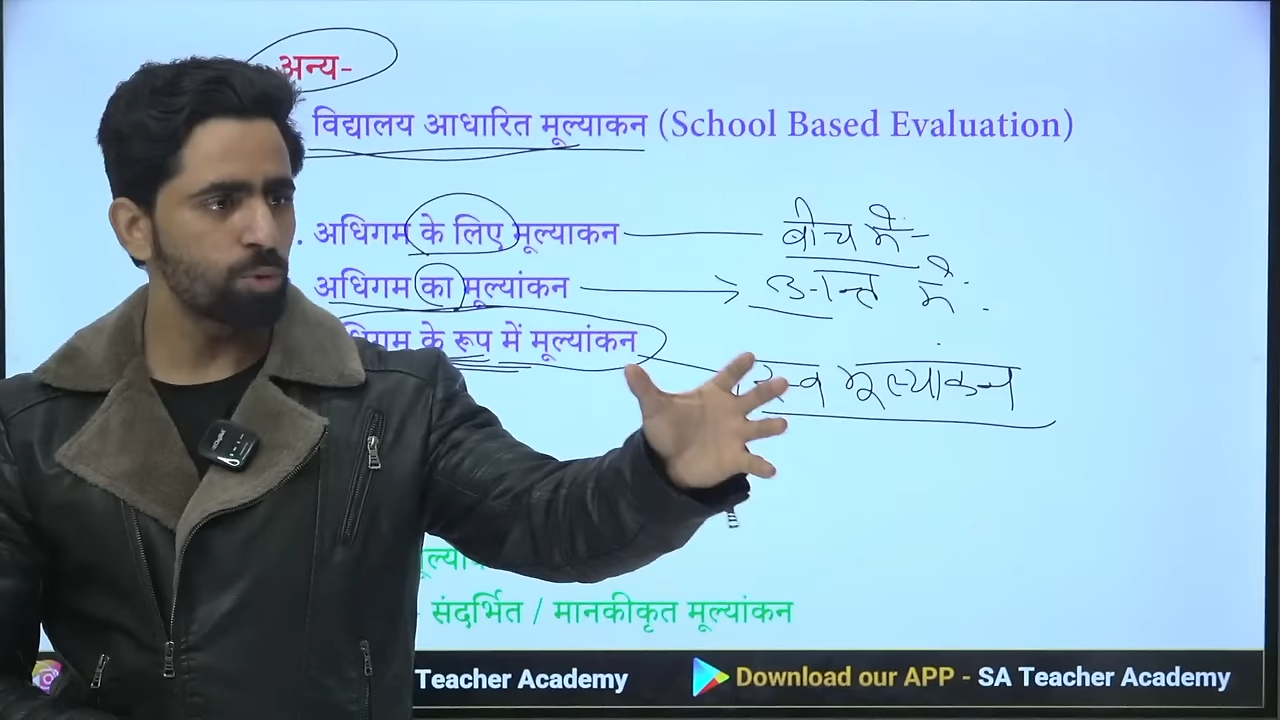 अन्य-
विद्यालय आधारित मूल्याकन (School Based Evaluation)
. अधिगम के लिए मूल्याकन बीच में-
अधिगम का मूल्यांकन अन्त में
के रूप में मूल्यांकन स्व मूल्यांकन
संदर्भित / मानकीकृत मूल्यांकन
Teacher Academy Download our APP - SA Teacher Academy